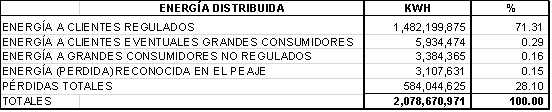 ENERGÍA DISTRIBUIDA KWH %
ENERGÍA A CLIENTES REGULADOS 1,482,199,875 71.31
ENERGÍA A CLIENTES EVENTUALES GRANDES CONSUMIDORES 5,934,474 0.29
ENERGÍA A GRANDES CONSUMIDORES NO REGULADOS 3,384,365 0.16
ENERGÍA (PERDIDA) RECONOCIDA EN EL PEAJE 3,107,631 0.15
PÉRDIDAS TOTALES 584,044,625 28.10
TOTALES 2,078,670,971 100.00